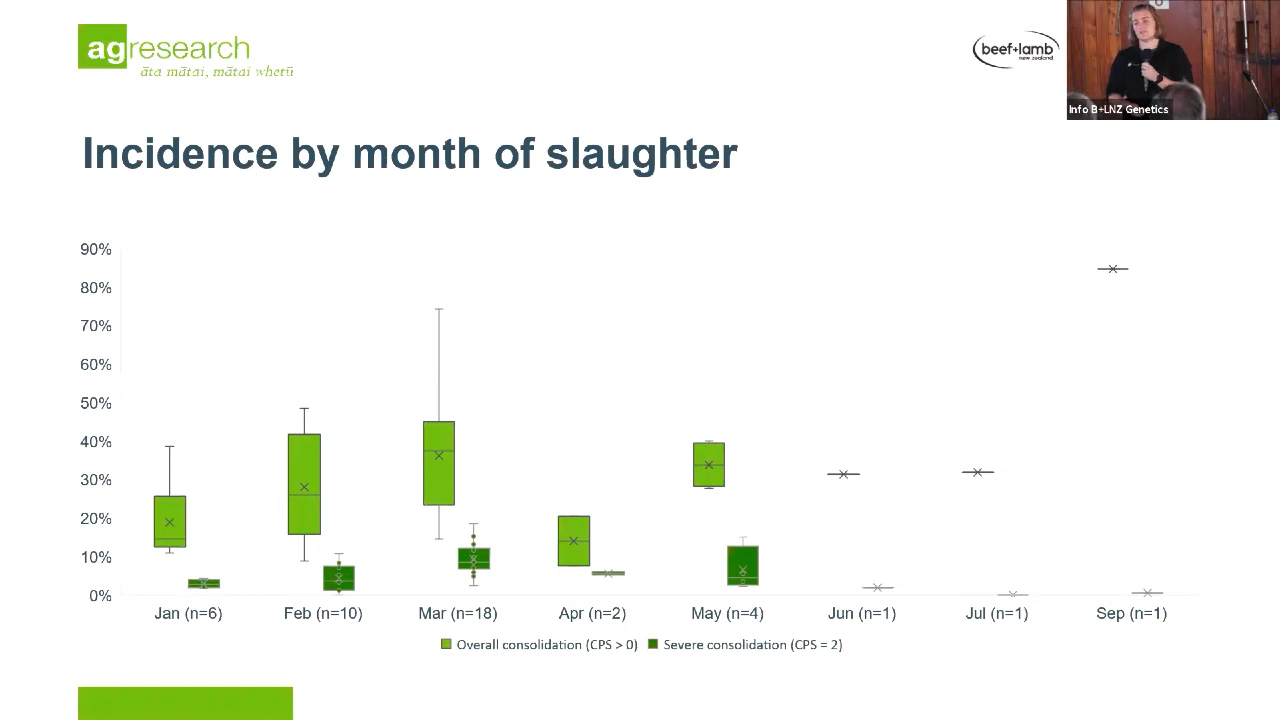 agresearch
āta mātai, mātai whetū
beef+lamb
new zealand
Info B+LNZ Genetics
Incidence by month of slaughter
90%
80%
70%
60%
50%
40%
30%
20%
10%
0%
Jan (n=6) Feb (n=10) Mar (n=18) Apr (n=2) May (n=4) Jun (n=1) Jul (n=1) Sep (n=1)
Overall consolidation (CPS > 0) Severe consolidation (CPS = 2)